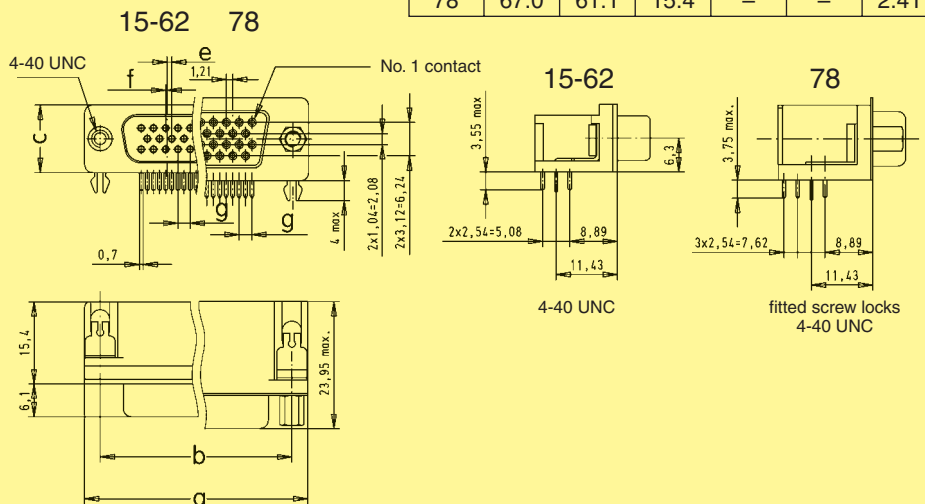 78 67.0 61.1 15.4 – – 2.41
15-62 78
4-40 UNC
e
f
1,21
No. 1 contact
c
g
g
0,7
4 max
2x1,04=2,08
2x3,12=6,24
15-62
3,55 max
6,3
2x2,54=5,08
8,89
11,43
4-40 UNC
78
3,75 max.
3x2,54=7,62
8,89
11,43
fitted screw locks
4-40 UNC
15,4
6,1
23,95 max.
b
a